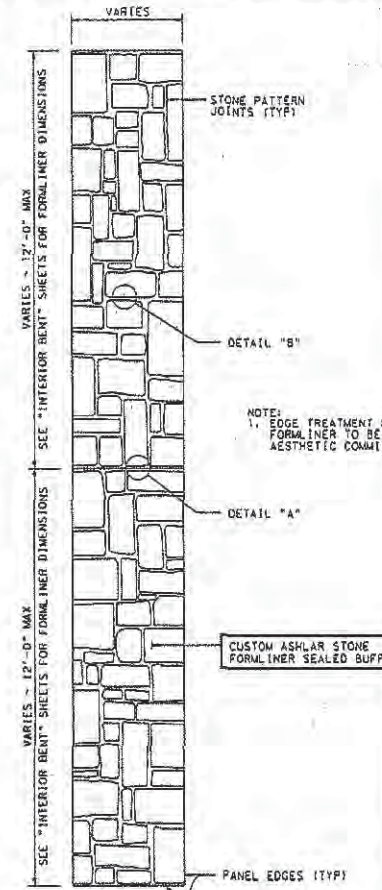 VARIES
STONE PATTERN
JOINTS (TYP)
VARIES ~ 12'-0" MAX
SEE "INTERIOR BENT" SHEETS FOR FORMLINER DIMENSIONS
DETAIL "B"
NOTE:
1. EDGE TREATMENT
FORMLINER TO BE
AESTHETIC
DETAIL "A"
VARIES ~ 12'-0" MAX
SEE "INTERIOR BENT" SHEETS FOR FORMLINER DIMENSIONS
CUSTOM ASHLAR STONE
FORMLINER SEALED
PANEL EDGES (TYP)